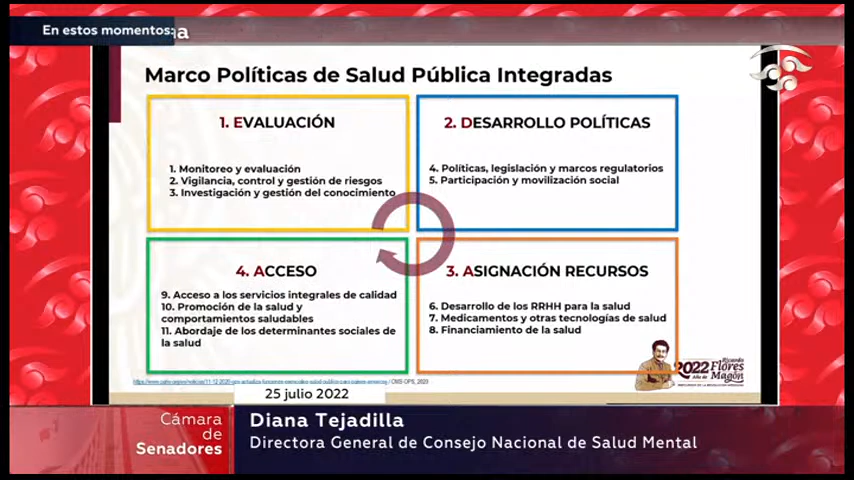 En estos momentos:
a
Marco Políticas de Salud Pública Integradas
1. EVALUACIÓN
1. Monitoreo y evaluación
2. Vigilancia, control y gestión de riesgos
3. Investigación y gestión del conocimiento
2. DESARROLLO POLÍTICAS
4. Políticas, legislación y marcos regulatorios
5. Participación y movilización social
4. ACCESO
9. Acceso a los servicios integrales de calidad
10. Promoción de la salud y
comportamientos saludables
11. Abordaje de los determinantes sociales de
la salud
3. ASIGNACIÓN RECURSOS
6. Desarrollo de los RRHH para la salud
7. Medicamentos y otras tecnologías de salud
8. Financiamiento de la salud
2022 Ricardo
Año de Flores
Magón
25 julio 2022
Cámara
de
Senadores
Diana Tejadilla
Directora General de Consejo Nacional de Salud Mental